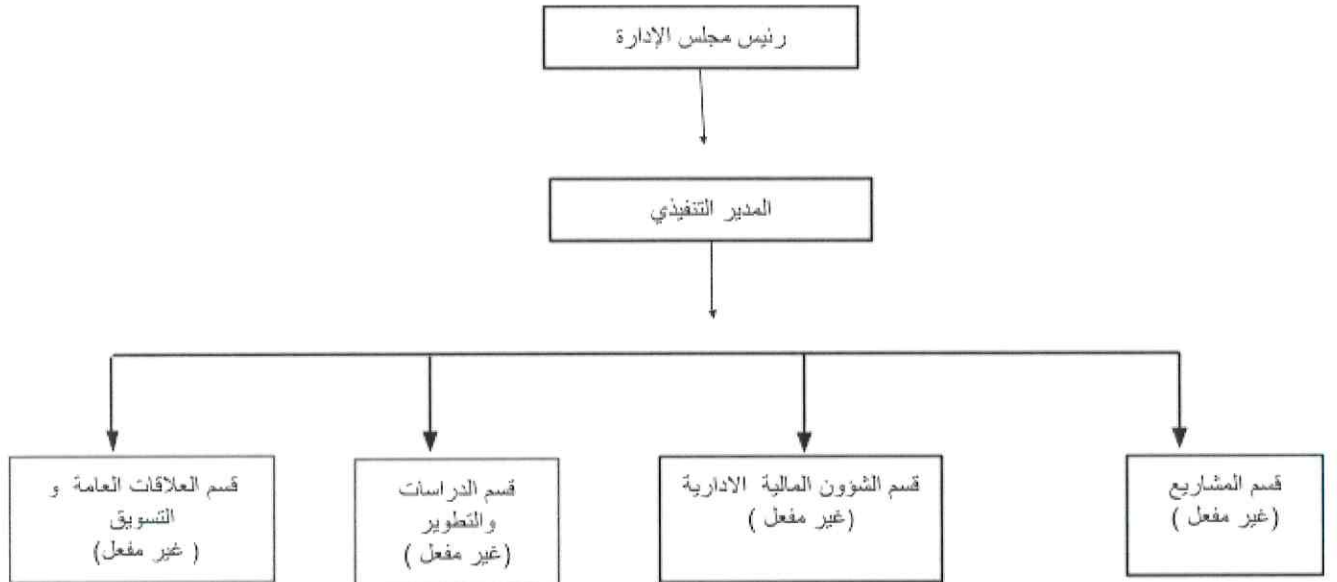 رئيس مجلس الإدارة
المدير التنفيذي
قسم المشاريع
(غير مفعل )
قسم الشؤون المالية الادارية
(غير مفعل )
قسم الدراسات
والتطوير
(غير مفعل )
قسم العلاقات العامة و
التسويق
( غير مفعل)